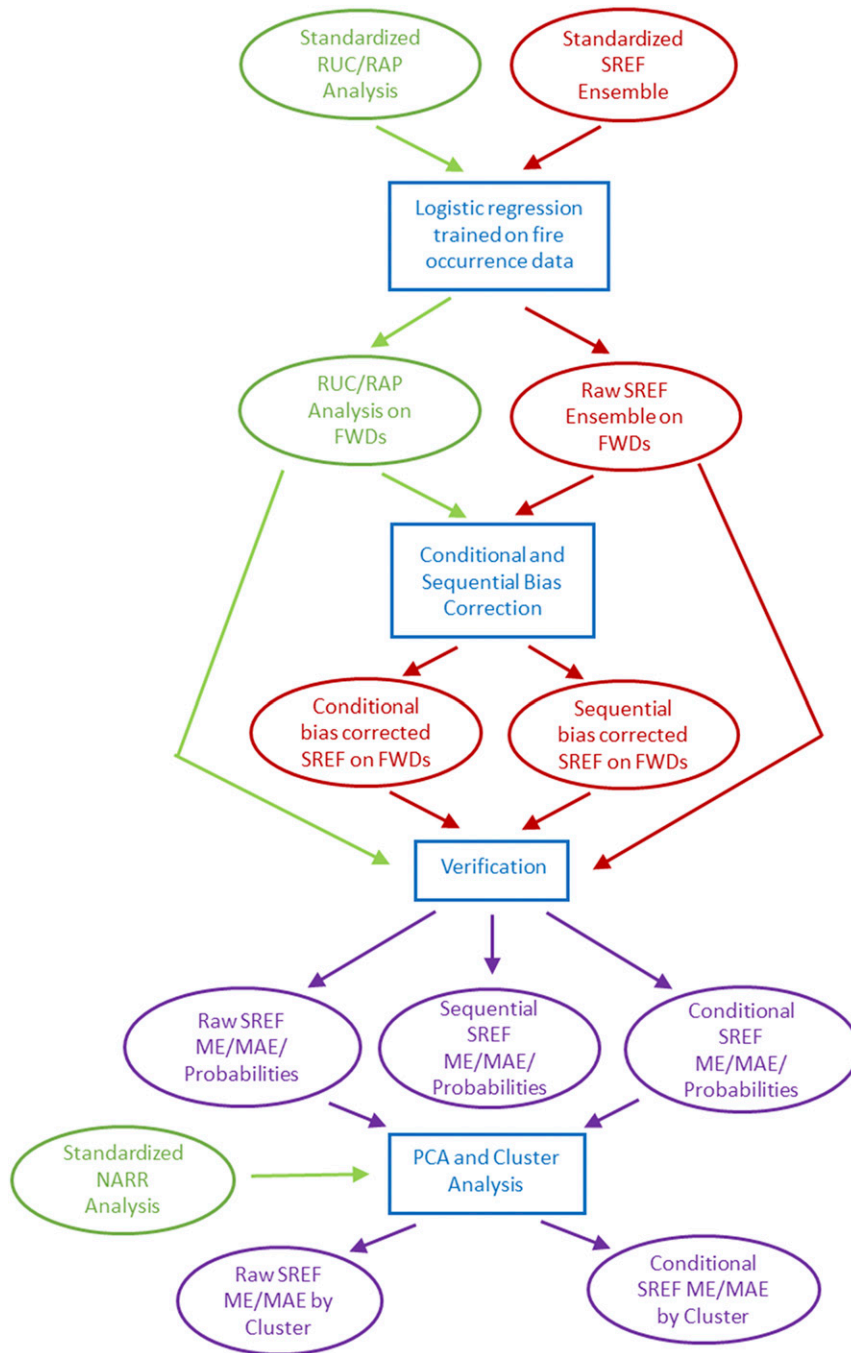 Standardized
RUC/RAP
Analysis
Standardized
SREF
Ensemble
Logistic regression
trained on fire
occurrence data
RUC/RAP
Analysis on
FWDs
Raw SREF
Ensemble on
FWDs
Conditional and
Sequential Bias
Correction
Conditional
bias corrected
SREF on FWDs
Sequential
bias corrected
SREF on FWDs
Verification
Raw SREF
ME/MAE/
Probabilities
Sequential
SREF
ME/MAE/
Probabilities
Conditional
SREF
ME/MAE/
Probabilities
Standardized
NARR
Analysis
PCA and Cluster
Analysis
Raw SREF
ME/MAE by
Cluster
Conditional
SREF ME/MAE
by Cluster